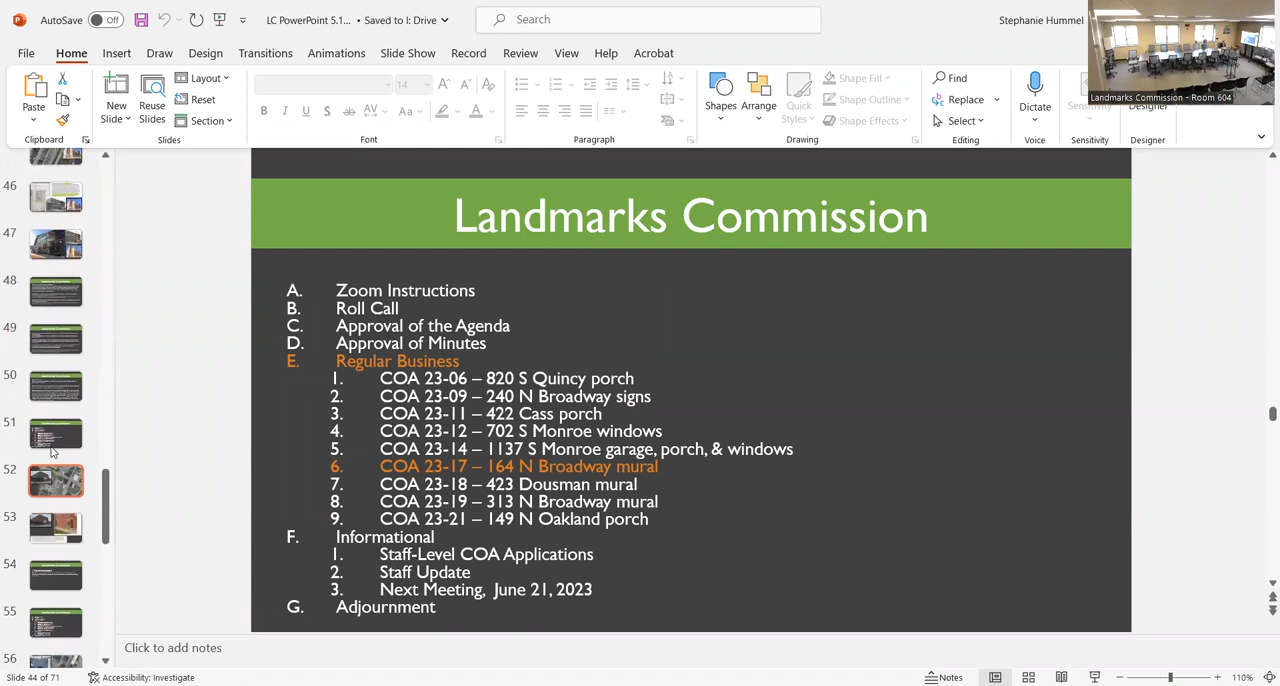 AutoSave Off LC PowerPoint 5.1... • Saved to I: Drive Search Stephanie Hummel
File Home Insert Draw Design Transitions Animations Slide Show Record Review View Help Acrobat
Landmarks Commission - Room 604
Paste
New Slide
Reuse Slides
Layout
Reset
Section
14
Shapes
Arrange
Quick Styles
Shape Fill
Shape Outline
Shape Effects
Find
Replace
Select
Dictate
Sensitivity
Designer
Clipboard Slides Font Paragraph Drawing Editing Voice Sensitivity Designer
46
47
48
49
50
51
52
53
54
55
56
Landmarks Commission
A. Zoom Instructions
B. Roll Call
C. Approval of the Agenda
D. Approval of Minutes
E. Regular Business
1. COA 23-06 – 820 S Quincy porch
2. COA 23-09 – 240 N Broadway signs
3. COA 23-11 – 422 Cass porch
4. COA 23-12 – 702 S Monroe windows
5. COA 23-14 – 1137 S Monroe garage, porch, & windows
6. COA 23-17 – 164 N Broadway mural
7. COA 23-18 – 423 Dousman mural
8. COA 23-19 – 313 N Broadway mural
9. COA 23-21 – 149 N Oakland porch
F. Informational
1. Staff-Level COA Applications
2. Staff Update
3. Next Meeting, June 21, 2023
G. Adjournment
Click to add notes
Slide 44 of 71 Accessibility: Investigate Notes 110%